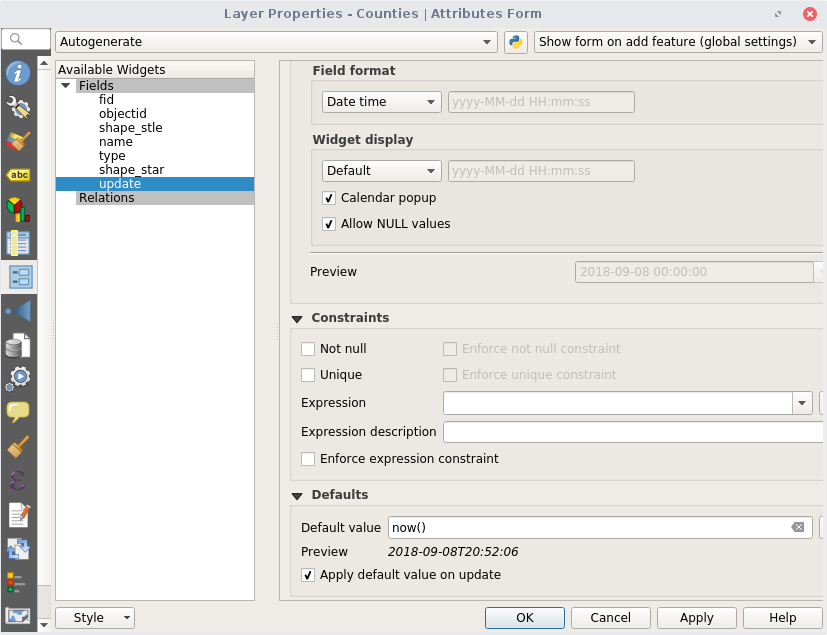 Layer Properties - Counties | Attributes Form
Autogenerate
Show form on add feature (global settings)
Available Widgets
Fields
fid
objectid
shape_stle
name
type
shape_star
update
Relations
abc
Field format
Date time
yyyy-MM-dd HH:mm:ss
Widget display
Default
yyyy-MM-dd HH:mm:ss
Calendar popup
Allow NULL values
Preview
2018-09-08 00:00:00
Constraints
Not null
Enforce not null constraint
Unique
Enforce unique constraint
Expression
Expression description
Enforce expression constraint
Defaults
Default value
now()
Preview
2018-09-08T20:52:06
Apply default value on update
Style
OK
Cancel
Apply
Help